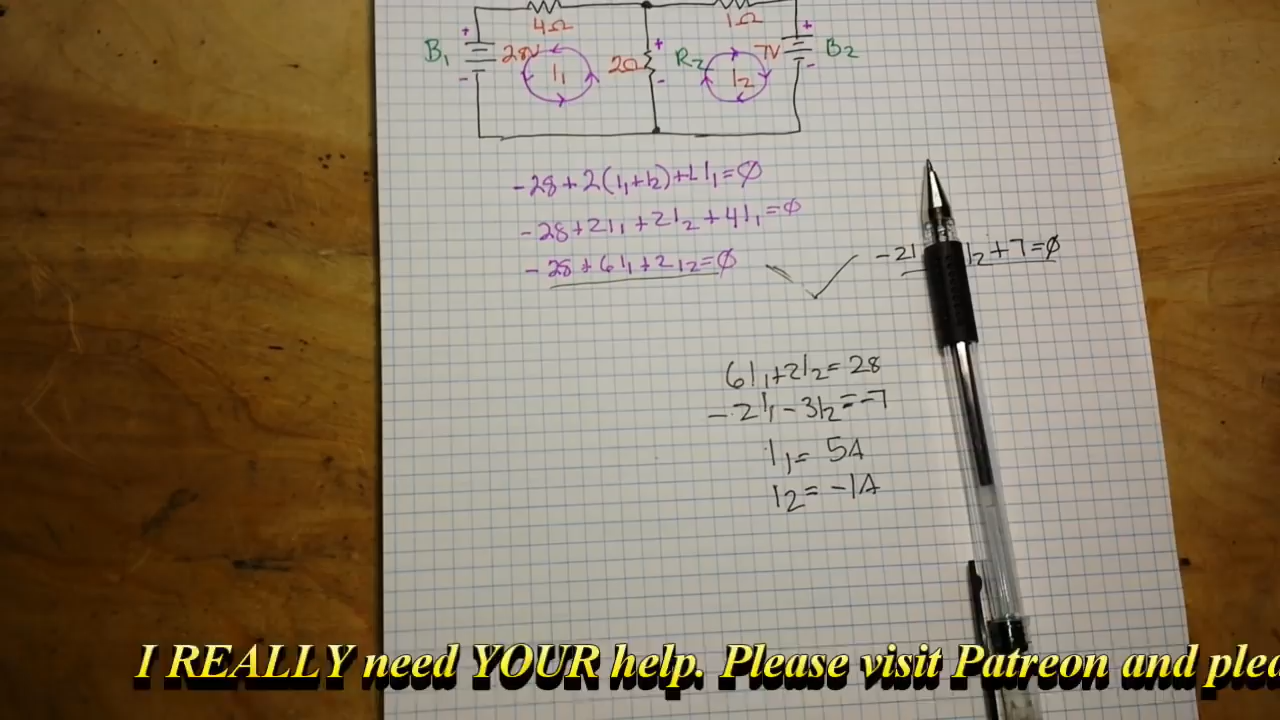 4Ω 1Ω
B₁ + - 28V I₁ 2Ω + - R₂ I₂ 7V + - B₂
-28+2(I₁+I₂)+4I₁=∅
-28+2I₁+2I₂+4I₁=∅
-28+6I₁+2I₂=∅
-2I I₂+7=∅
6I₁+2I₂=28
-2I₁-3I₂=-7
I₁= 5A
I₂= -1A
I REALLY need YOUR help. Please visit Patreon and plea